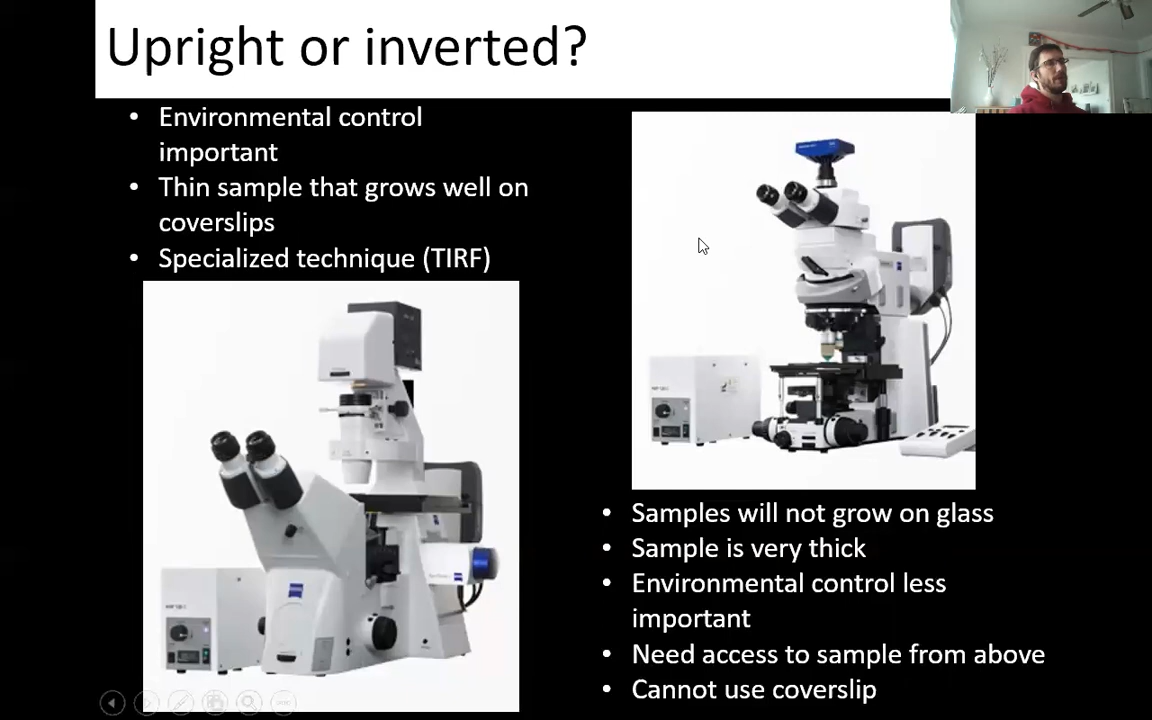 Upright or inverted?
• Environmental control
important
• Thin sample that grows well on
coverslips
• Specialized technique (TIRF)
• Samples will not grow on glass
• Sample is very thick
• Environmental control less
important
• Need access to sample from above
• Cannot use coverslip